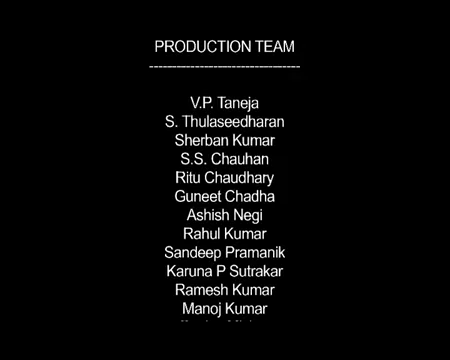 PRODUCTION TEAM
--------------------------------
V.P. Taneja
S. Thulaseedharan
Sherban Kumar
S.S. Chauhan
Ritu Chaudhary
Guneet Chadha
Ashish Negi
Rahul Kumar
Sandeep Pramanik
Karuna P Sutrakar
Ramesh Kumar
Manoj Kumar